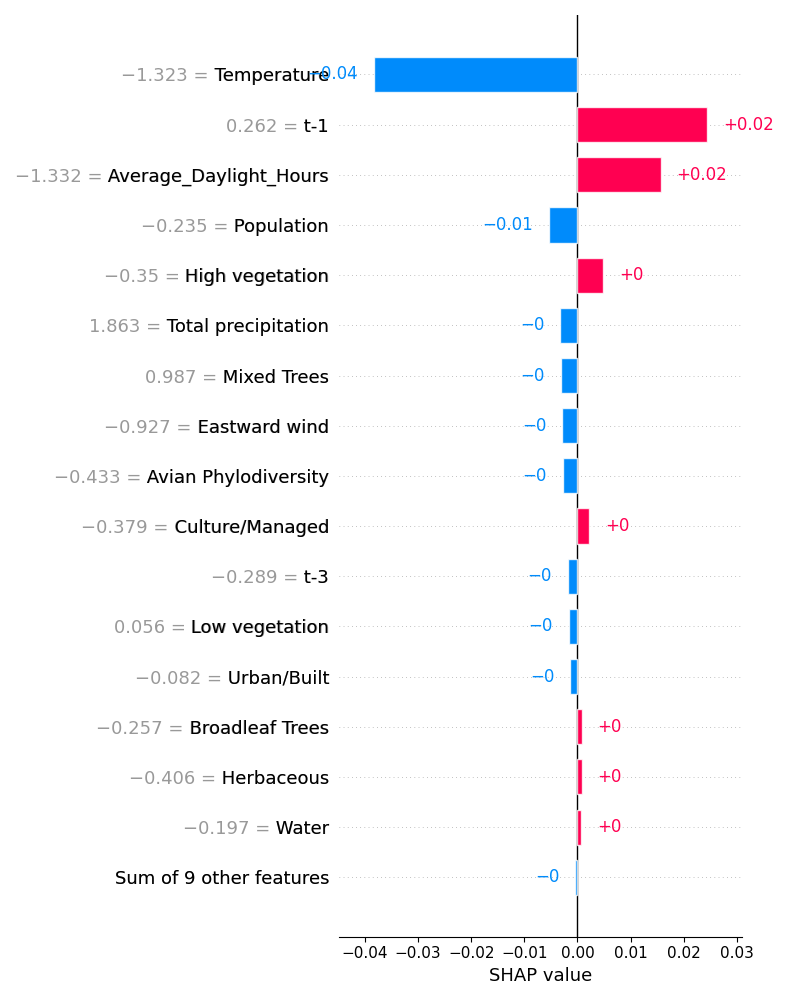 −1.323 = Temperature −0.04
0.262 = t-1 +0.02
−1.332 = Average_Daylight_Hours +0.02
−0.235 = Population −0.01
−0.35 = High vegetation +0
1.863 = Total precipitation −0
0.987 = Mixed Trees −0
−0.927 = Eastward wind −0
−0.433 = Avian Phylodiversity −0
−0.379 = Culture/Managed +0
−0.289 = t-3 −0
0.056 = Low vegetation −0
−0.082 = Urban/Built −0
−0.257 = Broadleaf Trees +0
−0.406 = Herbaceous +0
−0.197 = Water +0
Sum of 9 other features −0
−0.04 −0.03 −0.02 −0.01 0.00 0.01 0.02 0.03
SHAP value